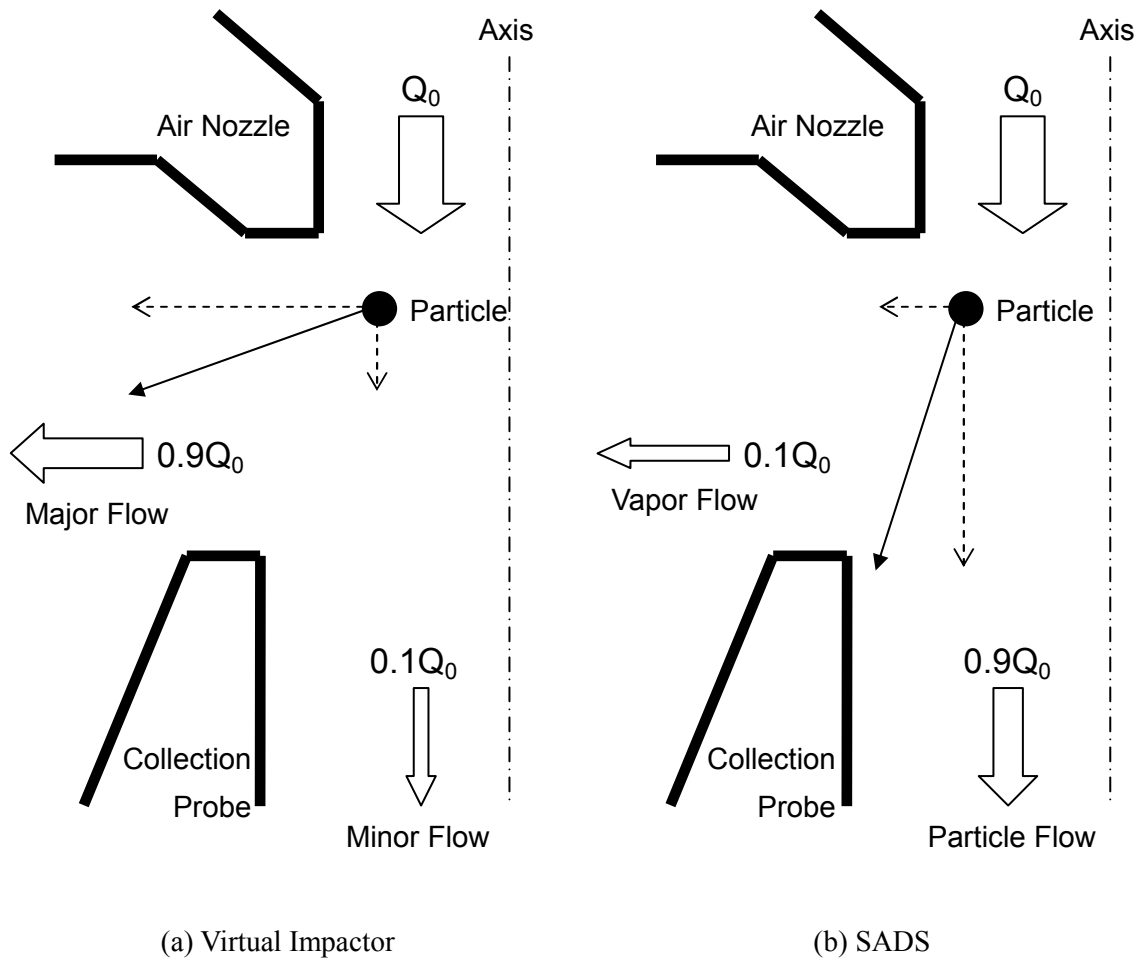 Axis
Q₀
Air Nozzle
Particle
0.9Q₀
Major Flow
0.1Q₀
Collection
Probe
Minor Flow
(a) Virtual Impactor
Axis
Q₀
Air Nozzle
Particle
0.1Q₀
Vapor Flow
0.9Q₀
Collection
Probe
Particle Flow
(b) SADS